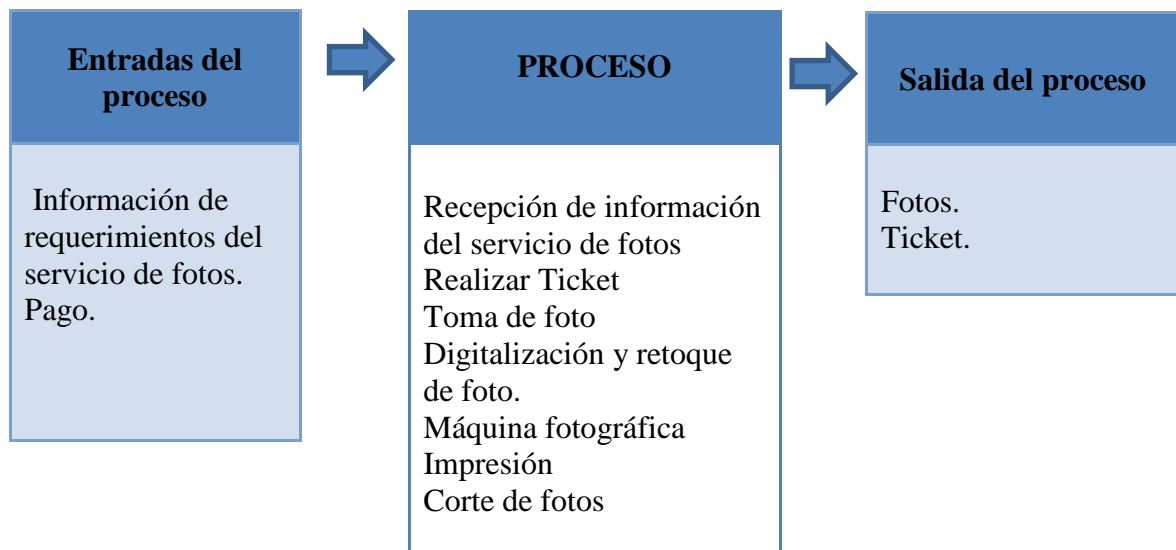 Entradas del
proceso
Información de
requerimientos del
servicio de fotos.
Pago.
PROCESO
Recepción de información
del servicio de fotos
Realizar Ticket
Toma de foto
Digitalización y retoque
de foto.
Máquina fotográfica
Impresión
Corte de fotos
Salida del proceso
Fotos.
Ticket.